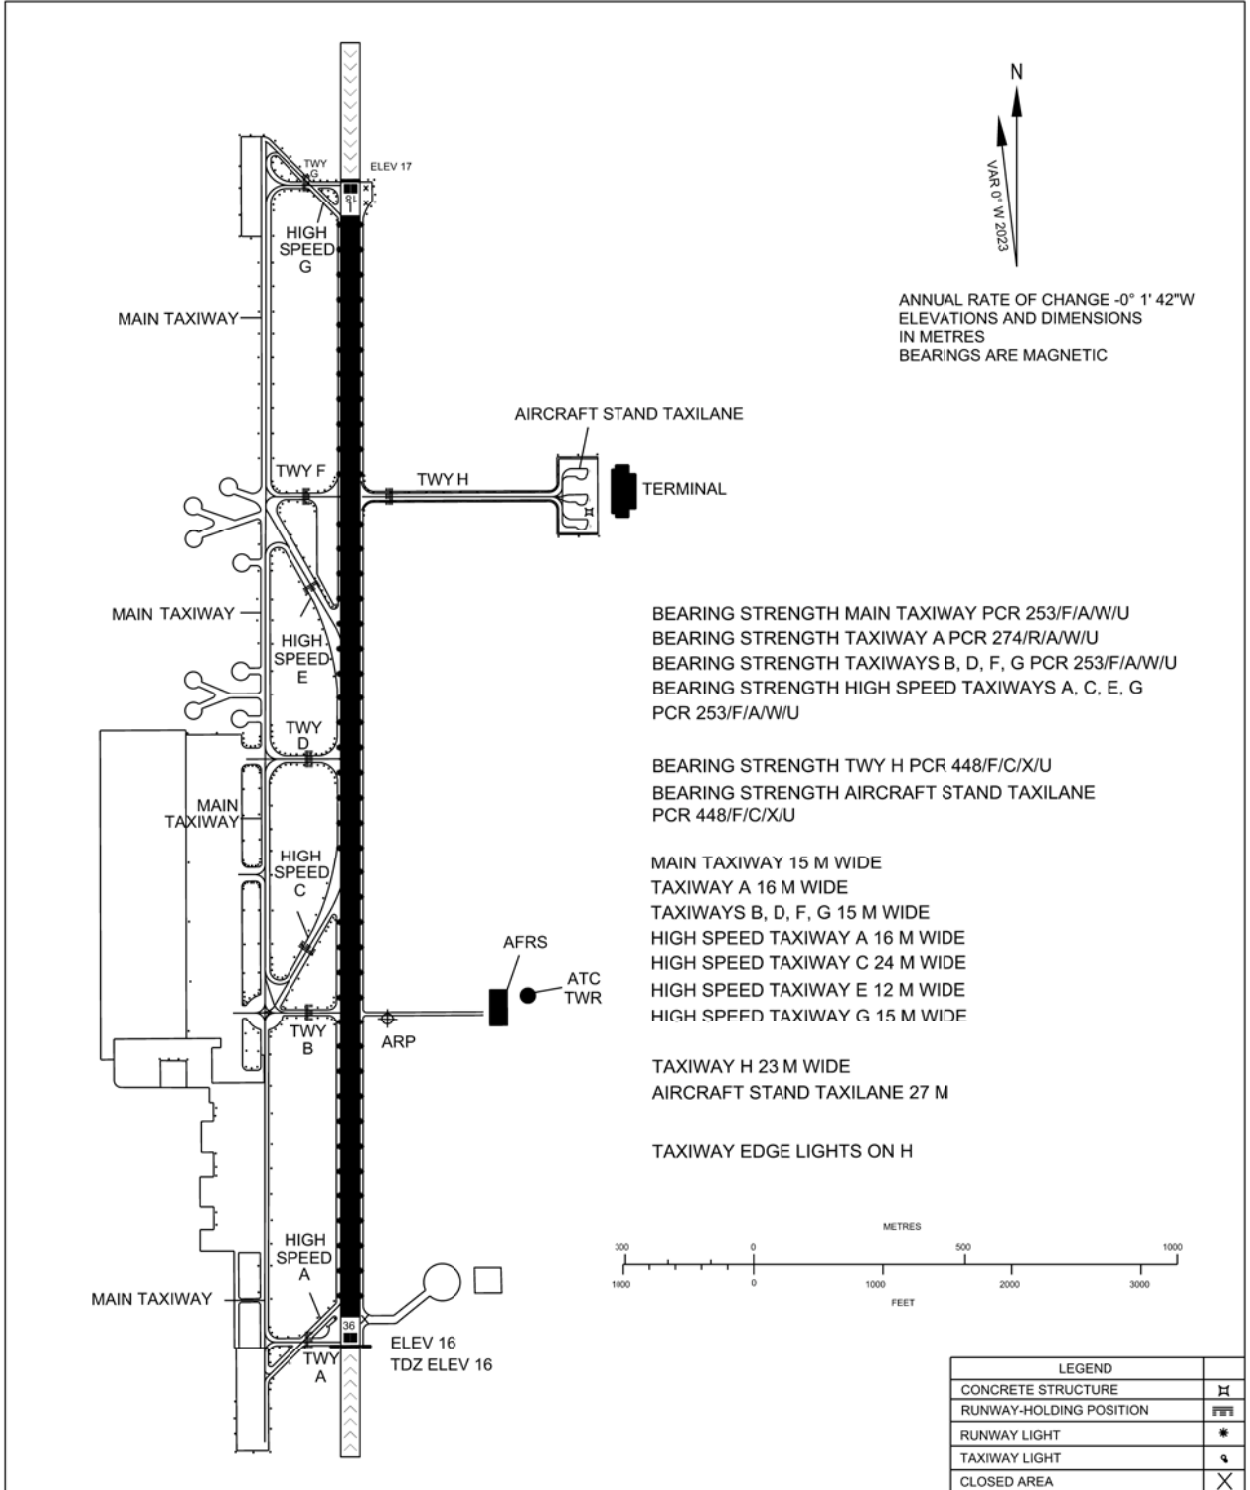 N
VAR 0° W 2023
ANNUAL RATE OF CHANGE -0° 1' 42"W
ELEVATIONS AND DIMENSIONS
IN METRES
BEARINGS ARE MAGNETIC
TWY
G
ELEV 17
18
HIGH
SPEED
G
MAIN TAXIWAY
AIRCRAFT STAND TAXILANE
TWY F
TWY H
TERMINAL
MAIN TAXIWAY
HIGH
SPEED
E
TWY
D
MAIN
TAXIWAY
HIGH
SPEED
C
AFRS
ATC
TWR
TWY
B
ARP
HIGH
SPEED
A
MAIN TAXIWAY
36
TWY
A
ELEV 16
TDZ ELEV 16
BEARING STRENGTH MAIN TAXIWAY PCR 253/F/A/W/U
BEARING STRENGTH TAXIWAY A PCR 274/R/A/W/U
BEARING STRENGTH TAXIWAYS B, D, F, G PCR 253/F/A/W/U
BEARING STRENGTH HIGH SPEED TAXIWAYS A, C, E, G
PCR 253/F/A/W/U
BEARING STRENGTH TWY H PCR 448/F/C/X/U
BEARING STRENGTH AIRCRAFT STAND TAXILANE
PCR 448/F/C/X/U
MAIN TAXIWAY 15 M WIDE
TAXIWAY A 16 M WIDE
TAXIWAYS B, D, F, G 15 M WIDE
HIGH SPEED TAXIWAY A 16 M WIDE
HIGH SPEED TAXIWAY C 24 M WIDE
HIGH SPEED TAXIWAY E 12 M WIDE
HIGH SPEED TAXIWAY G 15 M WIDE
TAXIWAY H 23 M WIDE
AIRCRAFT STAND TAXILANE 27 M
TAXIWAY EDGE LIGHTS ON H
METRES
0 500 1000
0 1000 2000 3000
FEET
LEGEND
CONCRETE STRUCTURE
RUNWAY-HOLDING POSITION
RUNWAY LIGHT
TAXIWAY LIGHT
CLOSED AREA